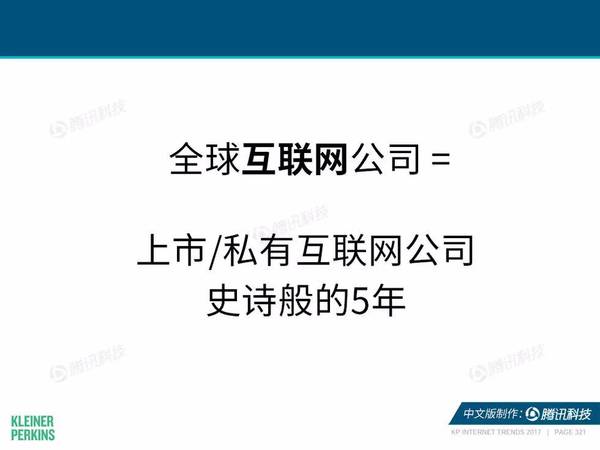 腾讯科技
腾讯科技
全球互联网公司 =
腾讯科技
上市/私有互联网公司
史诗般的5年
腾讯科技
腾讯科技
KLEINER
PERKINS
中文版制作: 腾讯科技
KP INTERNET TRENDS 2017 | PAGE 321